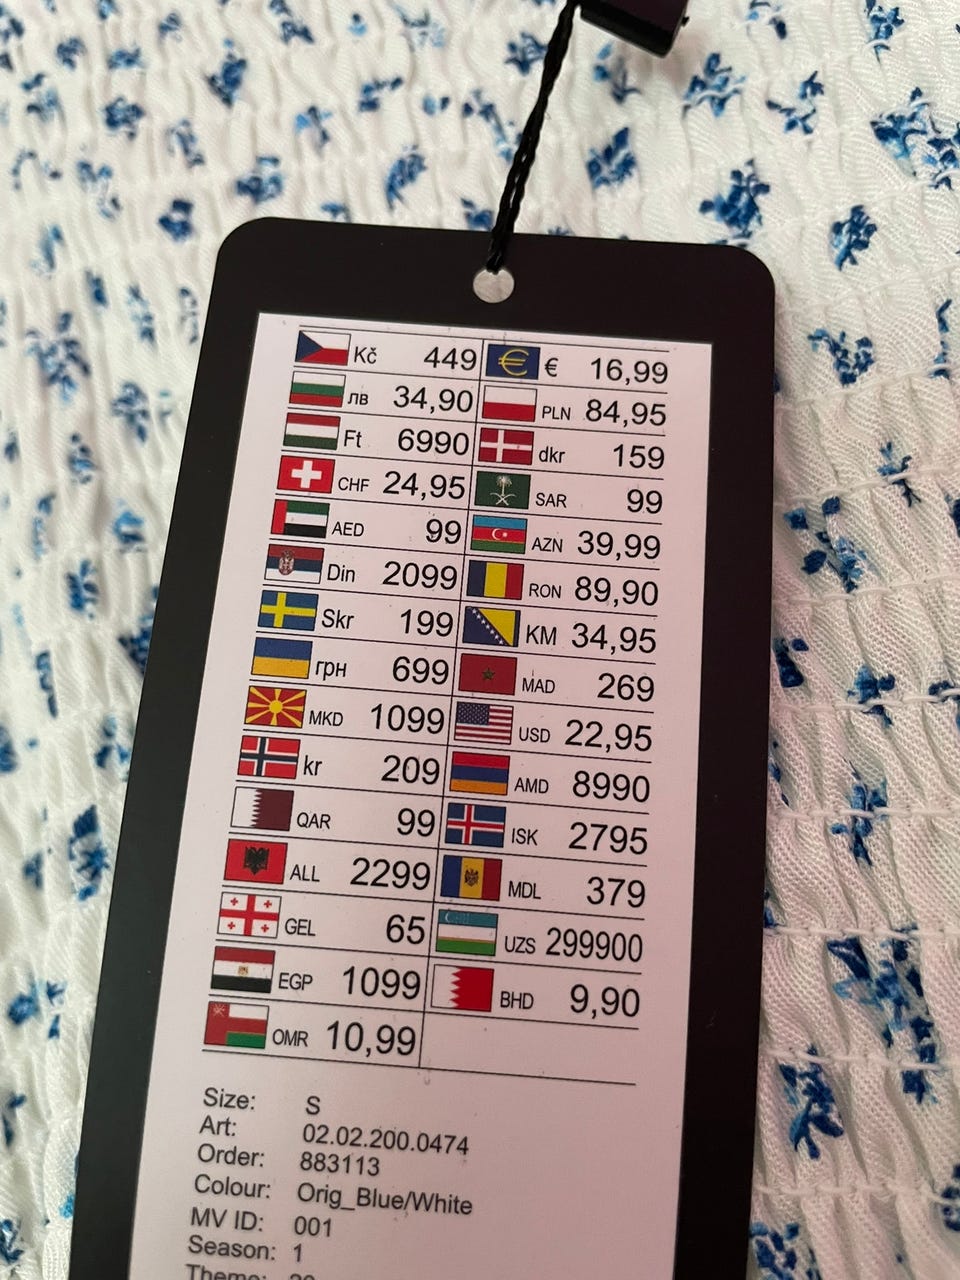 Kč 449 € 16,99
лв 34,90 PLN 84,95
Ft 6990 dkr 159
CHF 24,95 SAR 99
AED 99 AZN 39,99
Din 2099 RON 89,90
Skr 199 KM 34,95
грн 699 MAD 269
MKD 1099 USD 22,95
kr 209 AMD 8990
QAR 99 ISK 2795
ALL 2299 MDL 379
GEL 65 UZS 299900
EGP 1099 BHD 9,90
OMR 10,99
Size: S
Art: 02.02.200.0474
Order: 883113
Colour: Orig_Blue/White
MV ID: 001
Season: 1